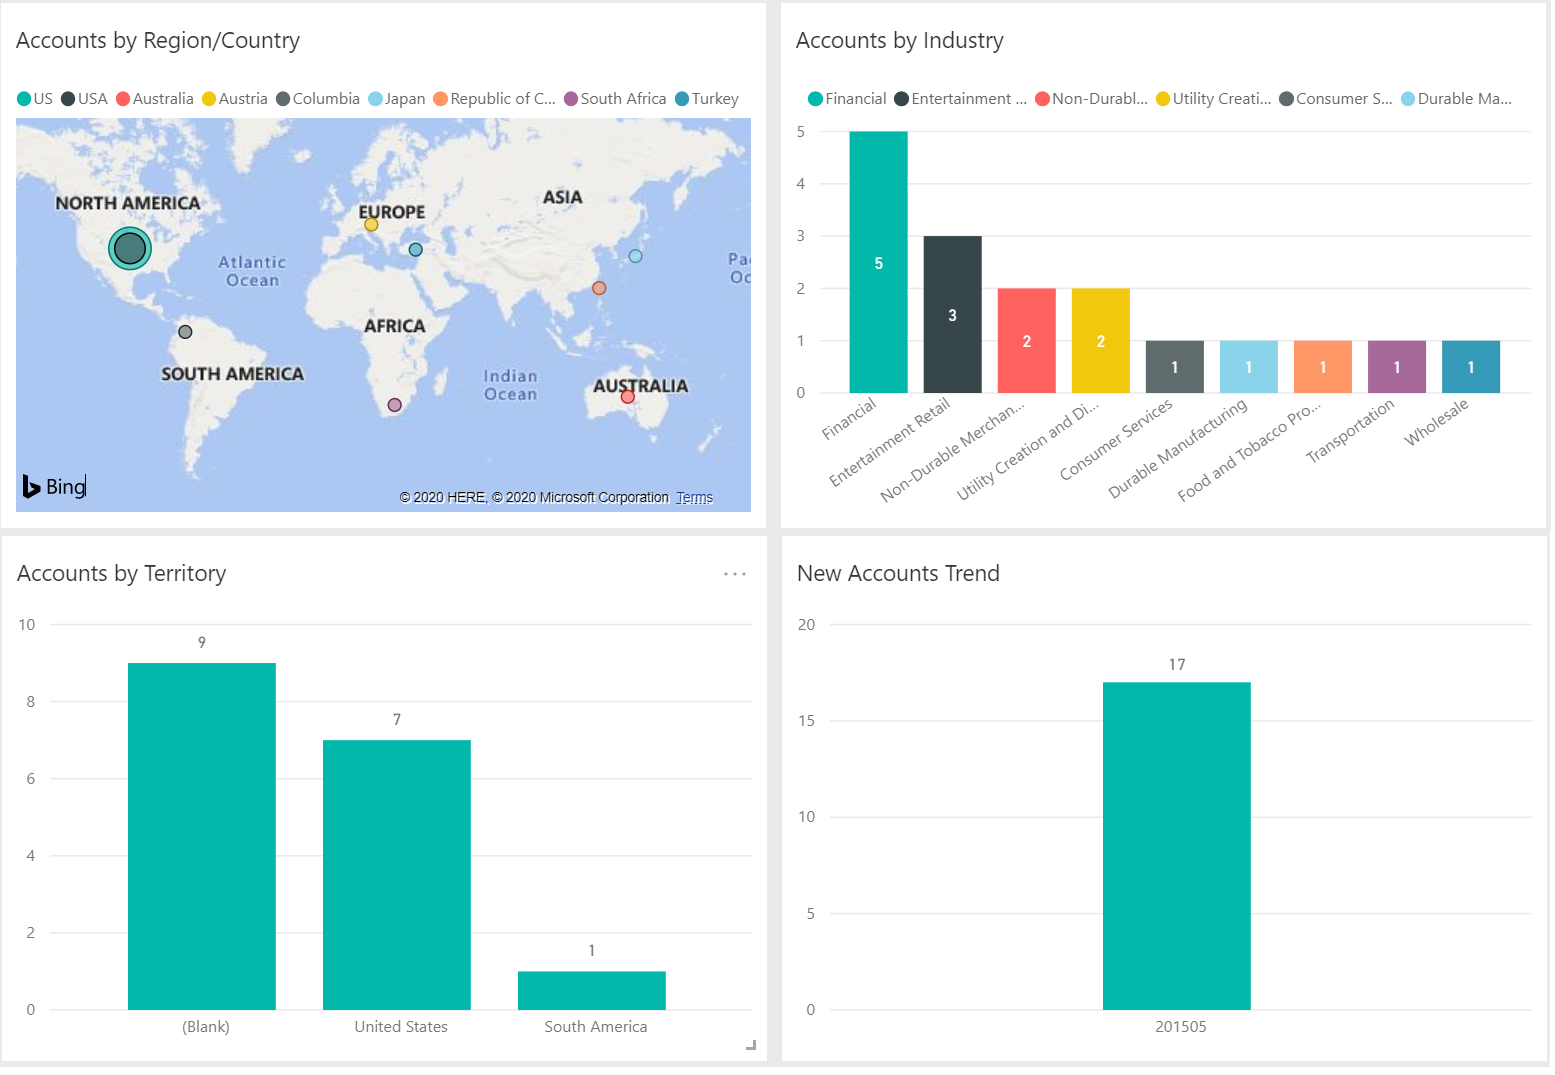 Accounts by Region/Country
US USA Australia Austria Columbia Japan Republic of C... South Africa Turkey
NORTH AMERICA
EUROPE
ASIA
Atlantic
Ocean
Pa
Oc
AFRICA
SOUTH AMERICA
Indian
Ocean
AUSTRALIA
Bing
© 2020 HERE, © 2020 Microsoft Corporation Terms
Accounts by Industry
Financial Entertainment ... Non-Durabl... Utility Creati... Consumer S... Durable Ma...
5
4
3
2
1
0
5
3
2
2
1
1
1
1
1
Financial
Entertainment Retail
Non-Durable Merchan...
Utility Creation and Di...
Consumer Services
Durable Manufacturing
Food and Tobacco Pro...
Transportation
Wholesale
Accounts by Territory
...
10
8
6
4
2
0
9
7
1
(Blank)
United States
South America
New Accounts Trend
20
15
10
5
0
17
201505